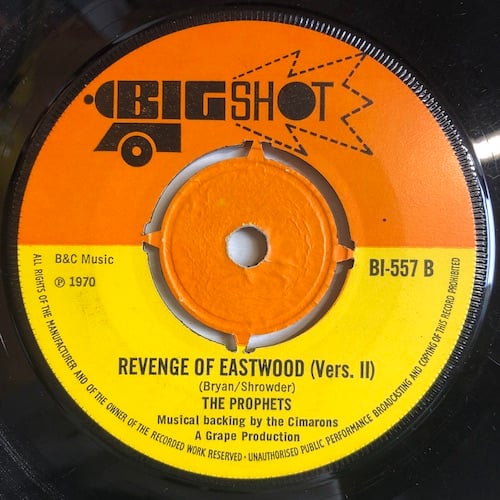 BIG SHOT
B&C Music
℗ 1970
BI-557 B
REVENGE OF EASTWOOD (Vers. II)
(Bryan/Shrowder)
THE PROPHETS
Musical backing by the Cimarons
A Grape Production
ALL RIGHTS OF THE MANUFACTURER AND OF THE OWNER OF THE RECORDED WORK RESERVED • UNAUTHORISED PUBLIC PERFORMANCE BROADCASTING AND COPYING OF THIS RECORD PROHIBITED